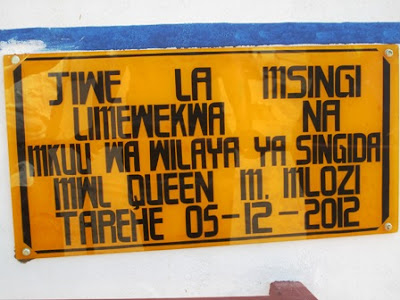 JIWE LA MSINGI
LIMEWEKWA NA
MKUU WA WILAYA YA SINGIDA
MWL QUEEN M. MLOZI
TAREHE 05-12-2012